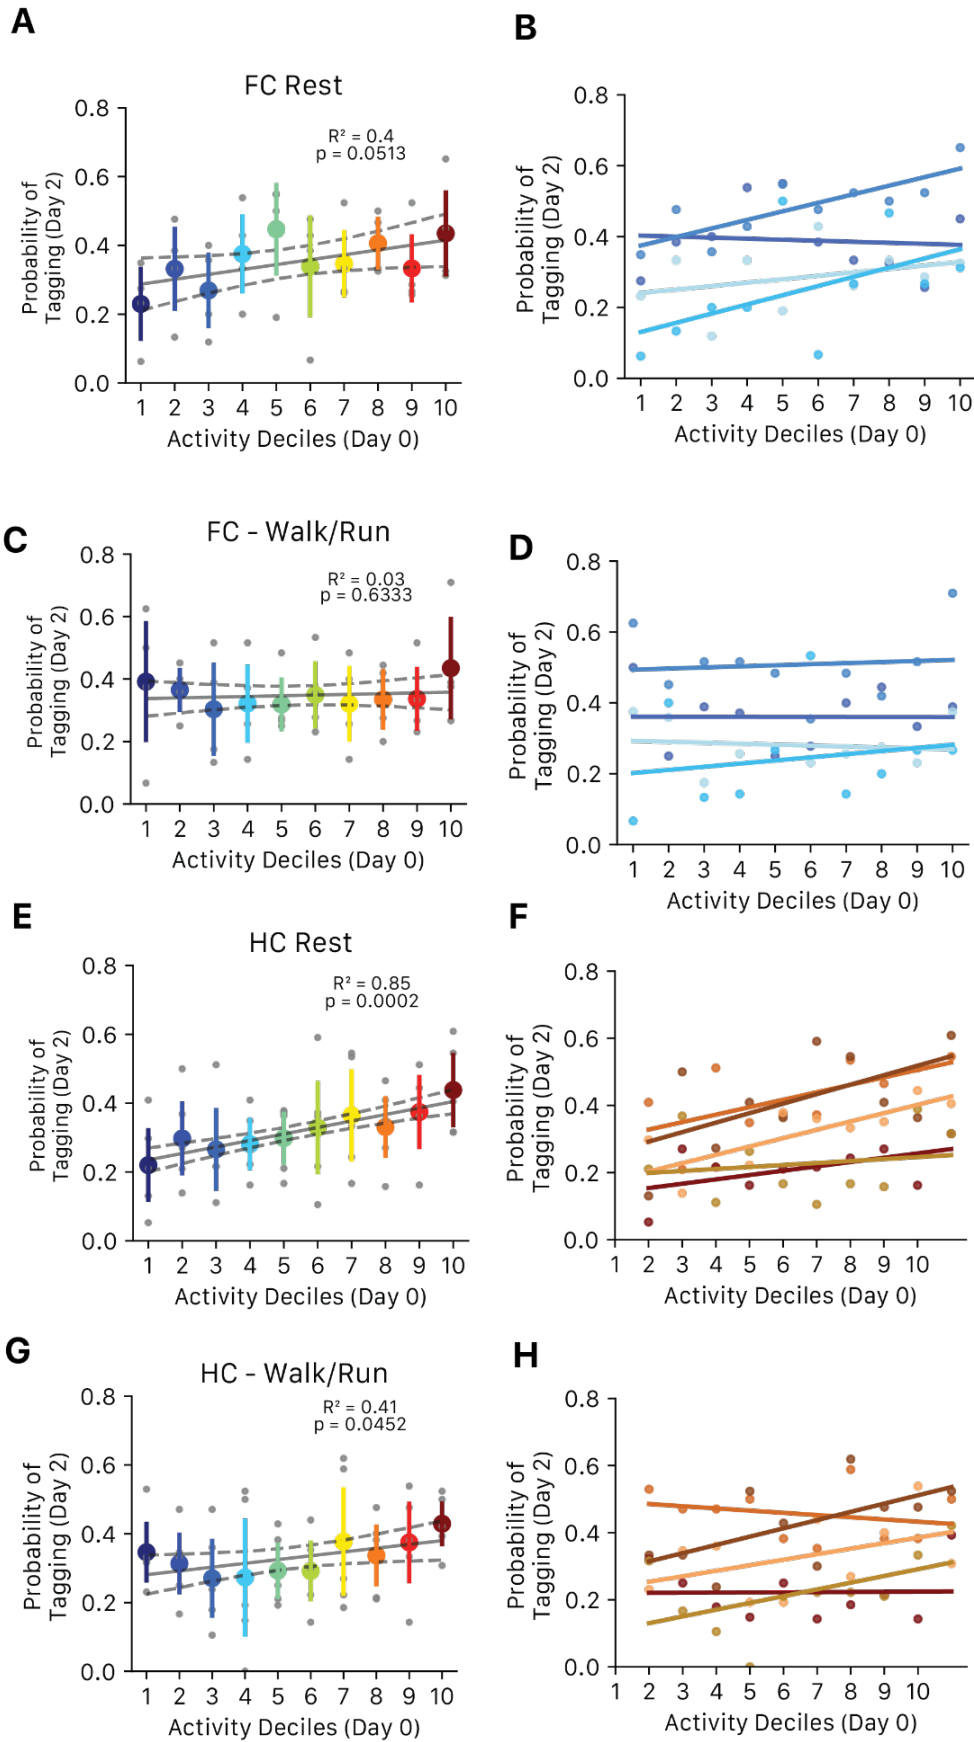 A
FC Rest
R² = 0.4
p = 0.0513
Probability of
Tagging (Day 2)
0.8
0.6
0.4
0.2
0.0
1 2 3 4 5 6 7 8 9 10
Activity Deciles (Day 0)
B
Probability of
Tagging (Day 2)
0.8
0.6
0.4
0.2
0.0
1 2 3 4 5 6 7 8 9 10
Activity Deciles (Day 0)
C
FC - Walk/Run
R² = 0.03
p = 0.6333
Probability of
Tagging (Day 2)
0.8
0.6
0.4
0.2
0.0
1 2 3 4 5 6 7 8 9 10
Activity Deciles (Day 0)
D
Probability of
Tagging (Day 2)
0.8
0.6
0.4
0.2
0.0
1 2 3 4 5 6 7 8 9 10
Activity Deciles (Day 0)
E
HC Rest
R² = 0.85
p = 0.0002
Probability of
Tagging (Day 2)
0.8
0.6
0.4
0.2
0.0
1 2 3 4 5 6 7 8 9 10
Activity Deciles (Day 0)
F
Probability of
Tagging (Day 2)
0.8
0.6
0.4
0.2
0.0
1 2 3 4 5 6 7 8 9 10
Activity Deciles (Day 0)
G
HC - Walk/Run
R² = 0.41
p = 0.0452
Probability of
Tagging (Day 2)
0.8
0.6
0.4
0.2
0.0
1 2 3 4 5 6 7 8 9 10
Activity Deciles (Day 0)
H
Probability of
Tagging (Day 2)
0.8
0.6
0.4
0.2
0.0
1 2 3 4 5 6 7 8 9 10
Activity Deciles (Day 0)